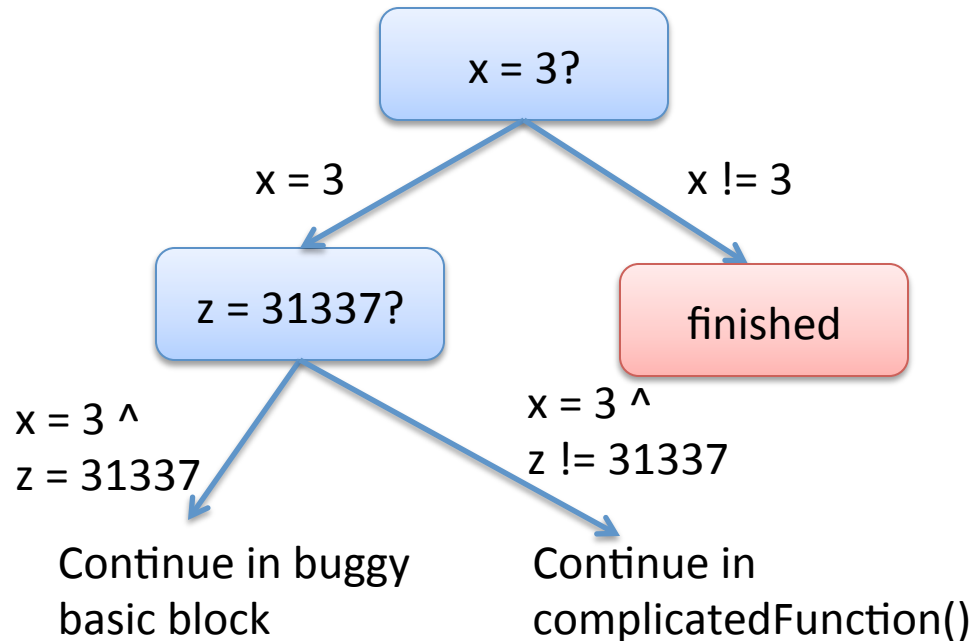 x = 3?
x = 3
x != 3
z = 31337?
finished
x = 3 ^
z = 31337
x = 3 ^
z != 31337
Continue in buggy
basic block
Continue in
complicatedFunction()